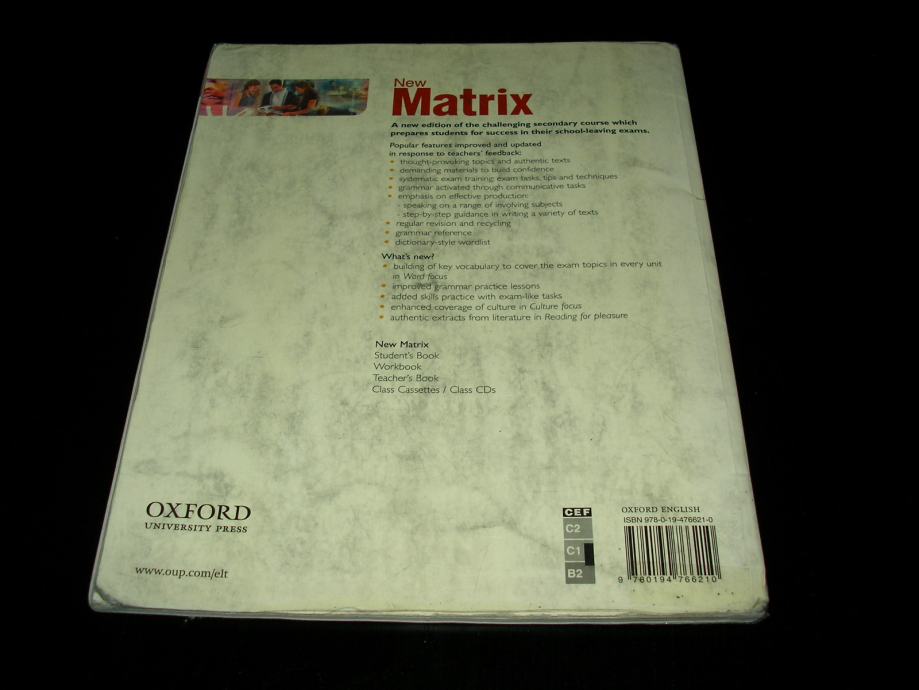 New
Matrix
A new edition of the challenging secondary course which
prepares students for success in their school-leaving exams.
Popular features improved and updated
in response to teachers' feedback:
• thought-provoking topics and authentic texts
• demanding materials to build confidence
• systematic exam training: exam tasks, tips and techniques
• grammar activated through communicative tasks
• emphasis on effective production:
- speaking on a range of involving subjects
- step-by-step guidance in writing a variety of texts
• regular revision and recycling
• grammar reference
• dictionary-style wordlist
What's new?
• building of key vocabulary to cover the exam topics in every unit
in Word focus
• improved grammar practice lessons
• added skills practice with exam-like tasks
• enhanced coverage of culture in Culture focus
• authentic extracts from literature in Reading for pleasure
New Matrix
Student's Book
Workbook
Teacher's Book
Class Cassettes / Class CDs
OXFORD
UNIVERSITY PRESS
www.oup.com/elt
CEF
C2
C1
B2
OXFORD ENGLISH
ISBN 978-0-19-476621-0
9 780194 766210